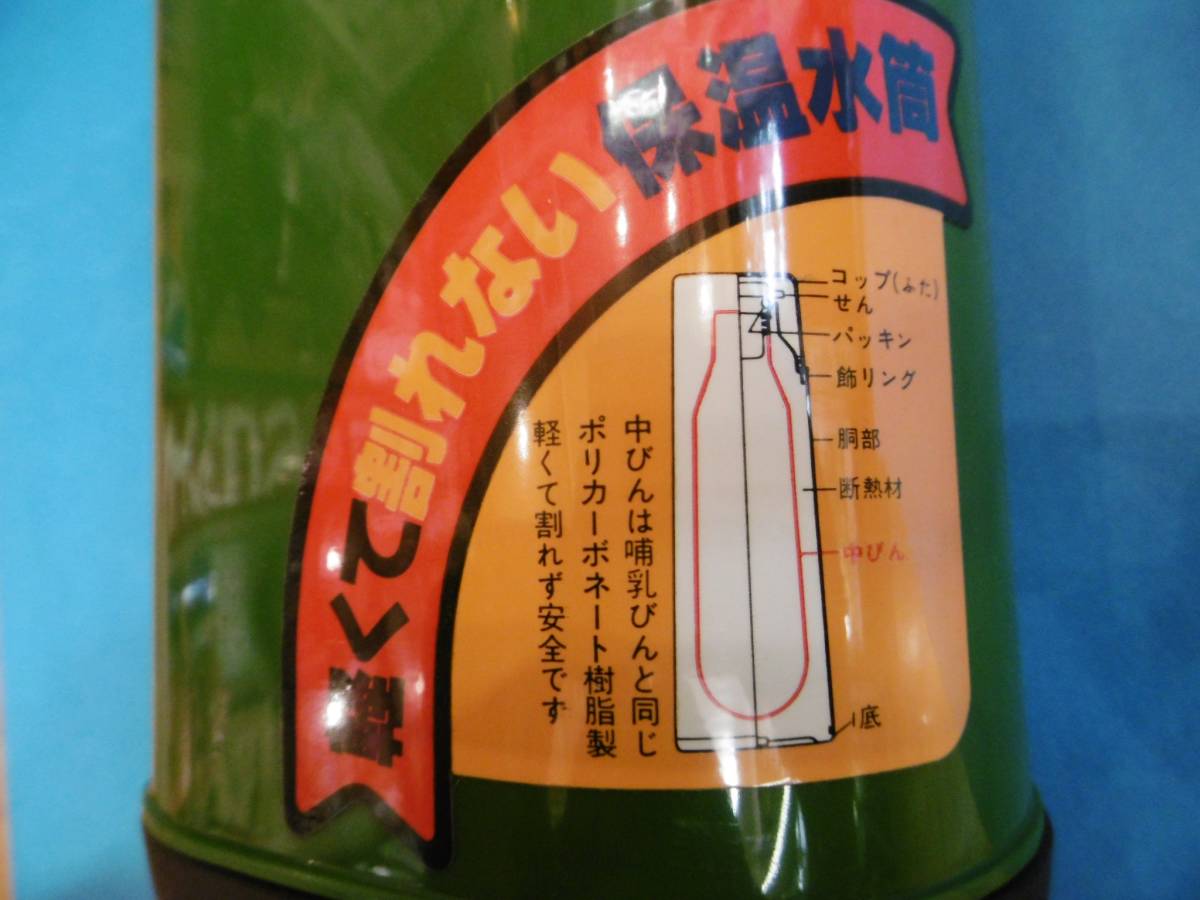 軽くて割れない保温水筒
コップ(ふた)
せん
パッキン
飾リング
胴部
断熱材
中びん
底
中びんは哺乳びんと同じ
ポリカーボネート樹脂製
軽くて割れず安全です